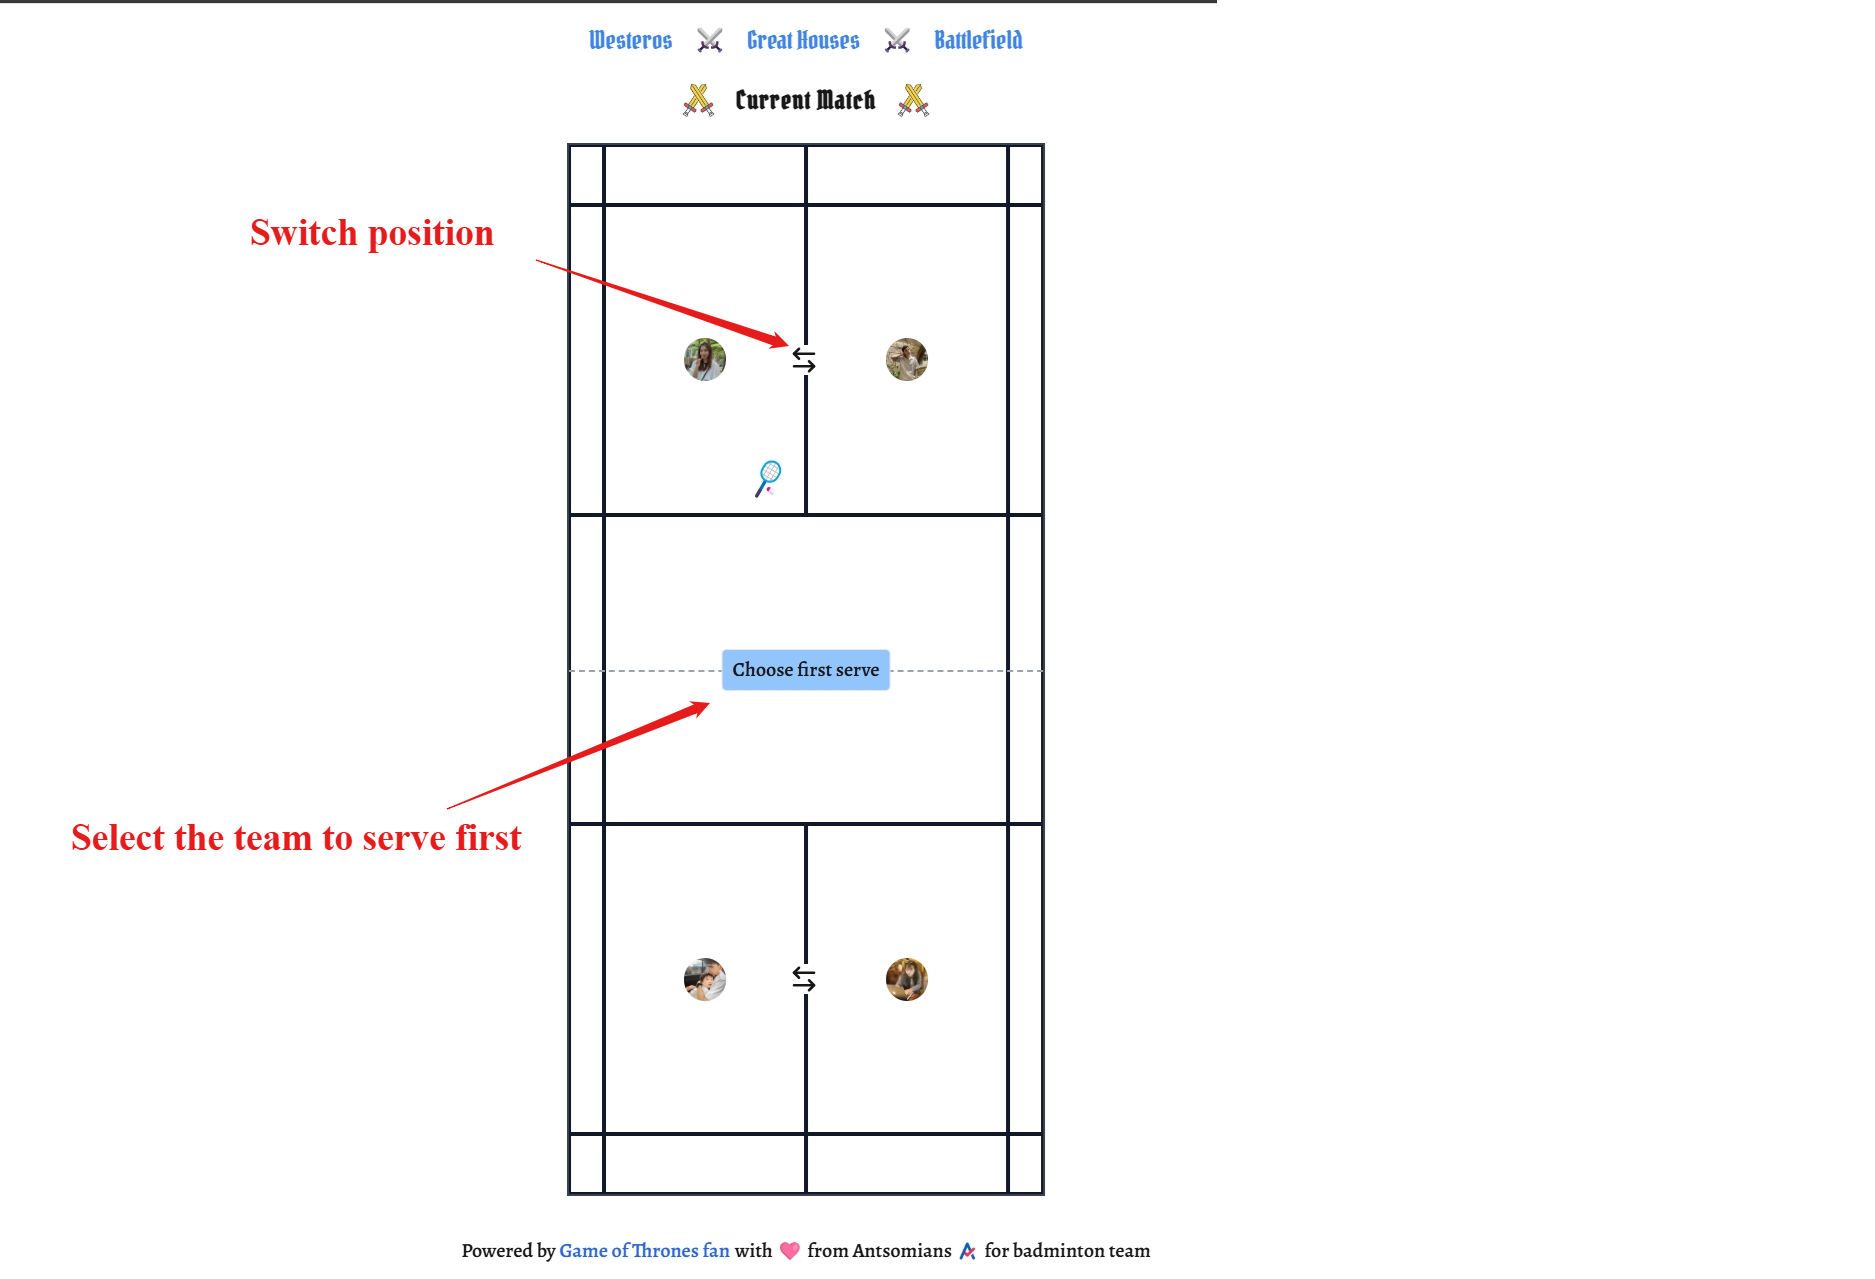 Westeros Great Houses Battlefield
Current Match
Switch position
Choose first serve
Select the team to serve first
Powered by Game of Thrones fan with from Antsomians for badminton team